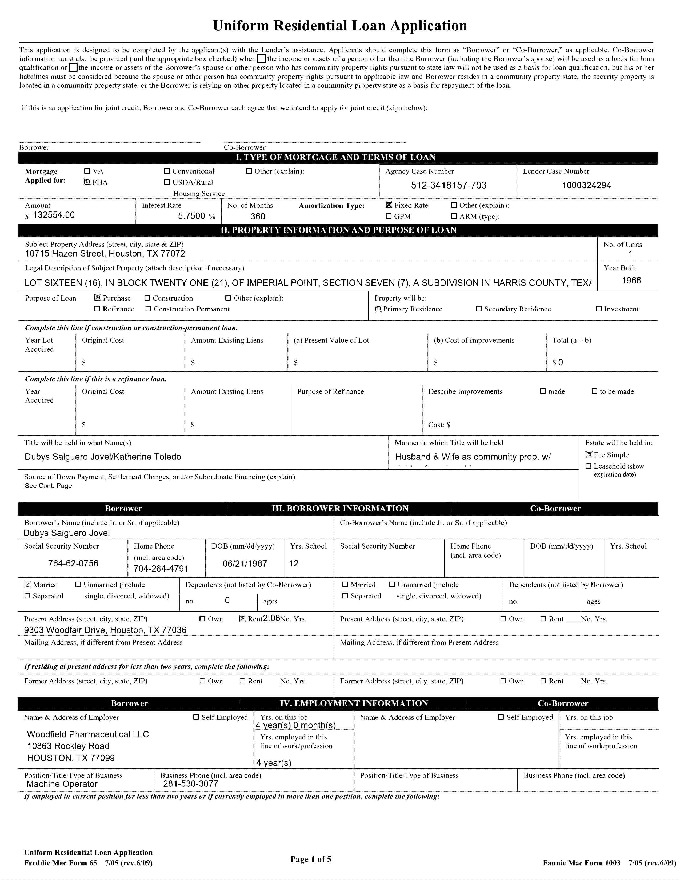 Uniform Residential Loan Application
This application is designed to be completed by the applicant(s) with the Lender's assistance. Applicants should complete this form as "Borrower" or "Co-Borrower," as applicable. Co-Borrower
information must also be provided (and the appropriate box checked) when the income or assets of a person other than the Borrower (including the Borrower's spouse) will be used as a basis for loan
qualification or the income or assets of the Borrower's spouse or other person who has community property rights pursuant to state law will not be used as a basis for loan qualification, but his or her
liabilities must be considered because the spouse or other person has community property rights pursuant to applicable law and Borrower resides in a community property state, the security property is
located in a community property state, or the Borrower is relying on other property located in a community property state as a basis for repayment of the loan.
If this is an application for joint credit, Borrower and Co-Borrower each agree that we intend to apply for joint credit (sign below):
Borrower Co-Borrower
I. TYPE OF MORTGAGE AND TERMS OF LOAN
Mortgage Applied for: VA Conventional Other (explain): Agency Case Number Lender Case Number
FHA USDA/Rural Housing Service 1000324294
Amount Interest Rate No. of Months Amortization Type: Fixed Rate Other (explain):
$ 132554.00 5.7500 % 360 GPM ARM (type):
II. PROPERTY INFORMATION AND PURPOSE OF LOAN
Subject Property Address (street, city, state & ZIP) No. of Units
10715 Hazen Street, Houston, TX 77072
Legal Description of Subject Property (attach description if necessary) Year Built
LOT SIXTEEN (16), IN BLOCK TWENTY ONE (21), OF IMPERIAL POINT, SECTION SEVEN (7), A SUBDIVISION IN HARRIS COUNTY, TEX/ 1968
Purpose of Loan Purchase Construction Other (explain): Property will be:
Refinance Construction-Permanent Primary Residence Secondary Residence Investment
Complete this line if construction or construction-permanent loan.
Year Lot Acquired Original Cost Amount Existing Liens (a) Present Value of Lot (b) Cost of Improvements Total (a + b)
$ $ $ $ $ 0
Complete this line if this is a refinance loan.
Year Acquired Original Cost Amount Existing Liens Purpose of Refinance Describe Improvements made to be made
$ $ Cost: $
Title will be held in what Name(s) Manner in which Title will be held Estate will be held in:
Dubys Salguero Jovel/Katherine Toledo Husband & Wife as community prop. w/ Fee Simple
Leasehold (show expiration date)
Source of Down Payment, Settlement Charges, and/or Subordinate Financing (explain)
See Cont. Page
Borrower III. BORROWER INFORMATION Co-Borrower
Borrower's Name (include Jr. or Sr. if applicable) Co-Borrower's Name (include Jr. or Sr. if applicable)
Dubys Salguero Jovel
Social Security Number Home Phone (incl. area code) DOB (mm/dd/yyyy) Yrs. School Social Security Number Home Phone (incl. area code) DOB (mm/dd/yyyy) Yrs. School
764-62-0756 704-264-4791 06/21/1987 12
Married Unmarried (include Dependents (not listed by Co-Borrower) Married Unmarried (include Dependents (not listed by Borrower)
Separated single, divorced, widowed) no. 0 ages Separated single, divorced, widowed) no. ages
Present Address (street, city, state, ZIP) Own Rent 2.08 No. Yrs. Present Address (street, city, state, ZIP) Own Rent No. Yrs.
9303 Woodfair Drive, Houston, TX 77036
Mailing Address, if different from Present Address Mailing Address, if different from Present Address
If residing at present address for less than two years, complete the following:
Former Address (street, city, state, ZIP) Own Rent No. Yrs. Former Address (street, city, state, ZIP) Own Rent No. Yrs.
Borrower IV. EMPLOYMENT INFORMATION Co-Borrower
Name & Address of Employer Self Employed Yrs. on this job Name & Address of Employer Self Employed Yrs. on this job
4 year(s) 0 month(s)
Woodfield Pharmaceutical LLC Yrs. employed in this line of work/profession Yrs. employed in this line of work/profession
10863 Rockley Road
HOUSTON, TX 77099 4 year(s)
Position/Title/Type of Business Business Phone (incl. area code) Position/Title/Type of Business Business Phone (incl. area code)
Machine Operator 281-530-3077
If employed in current position for less than two years or if currently employed in more than one position, complete the following:
Uniform Residential Loan Application
Freddie Mac Form 65 7/05 (rev.6/09) Page 1 of 5 Fannie Mae Form 1003 7/05 (rev.6/09)